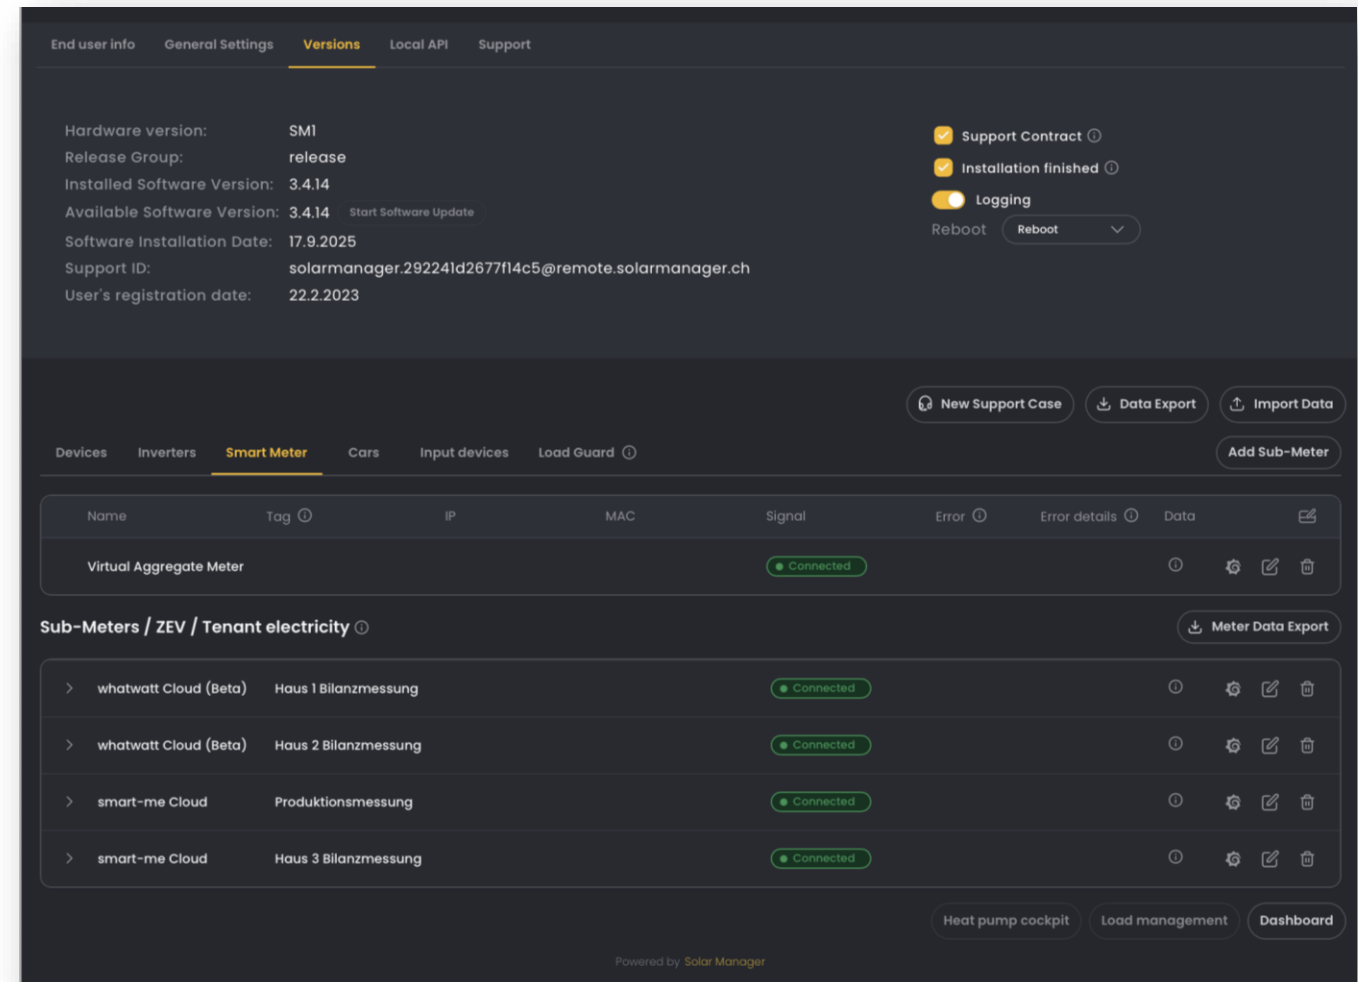 End user info General Settings Versions Local API Support
Hardware version: SM1
Release Group: release
Installed Software Version: 3.4.14
Available Software Version: 3.4.14 Start Software Update
Software Installation Date: 17.9.2025
Support ID: solarmanager.292241d2677f14c5@remote.solarmanager.ch
User's registration date: 22.2.2023
Support Contract
Installation finished
Logging
Reboot Reboot
New Support Case Data Export Import Data
Devices Inverters Smart Meter Cars Input devices Load Guard Add Sub-Meter
Name Tag IP MAC Signal Error Error details Data
Virtual Aggregate Meter Connected
Sub-Meters / ZEV / Tenant electricity Meter Data Export
whatwatt Cloud (Beta) Haus 1 Bilanzmessung Connected
whatwatt Cloud (Beta) Haus 2 Bilanzmessung Connected
smart-me Cloud Produktionsmessung Connected
smart-me Cloud Haus 3 Bilanzmessung Connected
Heat pump cockpit Load management Dashboard
Powered by Solar Manager